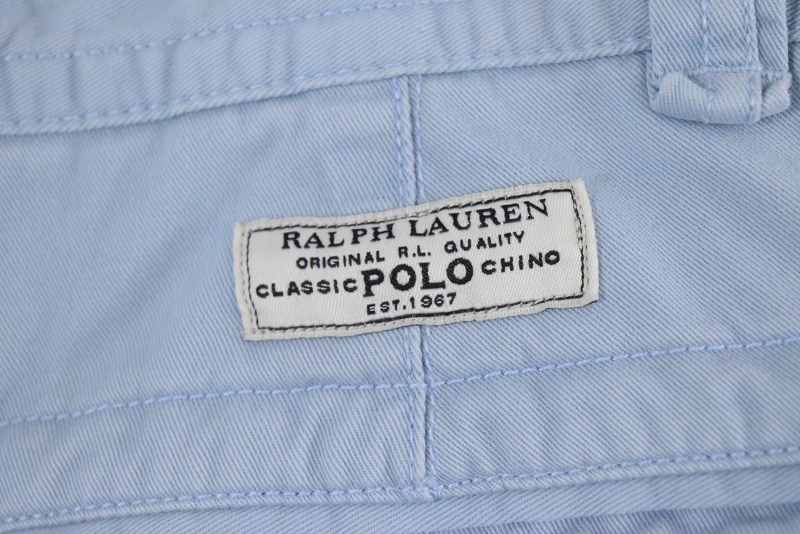 RALPH LAUREN
ORIGINAL R.L. QUALITY
CLASSIC POLO CHINO
EST. 1967